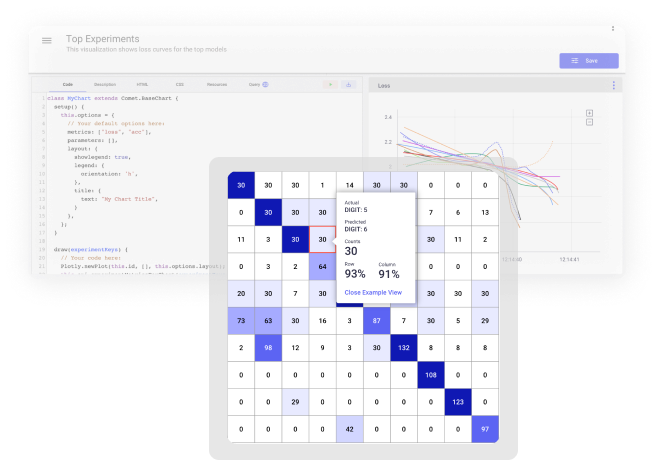 Top Experiments
This visualization shows loss curves for the top models.
Save
Code Description HTML CSS Resources Game
Loss
1 class MyChart extends Comet.BaseChart {
2 setup() {
3 this.options = {
4 // Your default options here:
5 metrics: ["loss", "acc"],
6 parameters: [],
7 layout: {
8 showlegend: true,
9 legend: {
10 orientation: 'h',
11 },
12 title: {
13 text: "My Chart Title",
14 }
15 },
16 };
17 }
18
19 draw(experimentKeys) {
20 // Your code here:
21 Plotly.newPlot(this.id, [], this.options.layout);
2.4
2.2
12:14:40 12:14:41
30 30 30 1 14 30 30 0 0 0
0 30 30 30 7 6 13
11 3 30 30 30 11 2
0 3 2 64 0 0 0
20 30 7 30 30 30 30
73 63 30 16 3 87 7 30 5 29
2 98 12 9 3 30 132 8 8 8
0 0 0 0 0 0 0 108 0 0
0 0 29 0 0 0 0 0 123 0
0 0 0 0 42 0 0 0 0 97
Actual
DIGIT: 5
Predicted
DIGIT: 6
Counts
30
Row Column
93% 91%
Close Example View